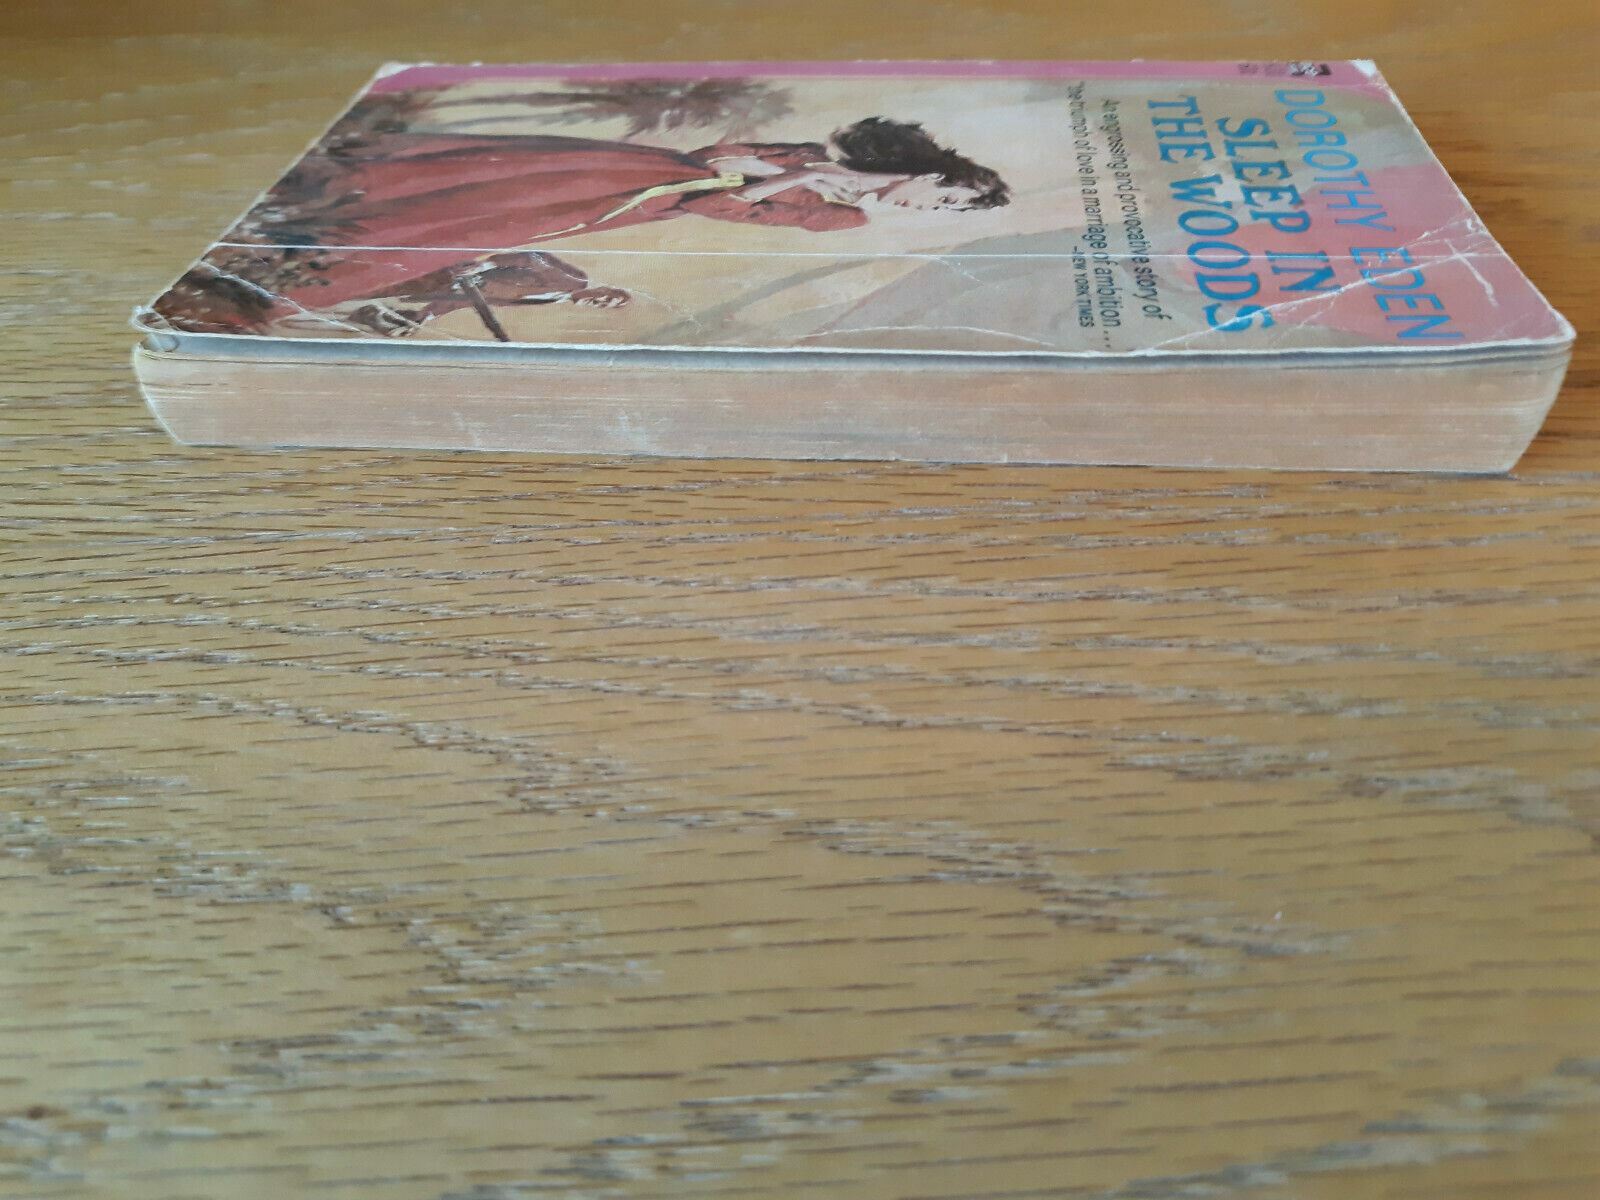 DOROTHY EDEN
SLEEP IN
THE WOODS
An engrossing and provocative story of
the triumph of love in a marriage of ambition...
—NEW YORK TIMES